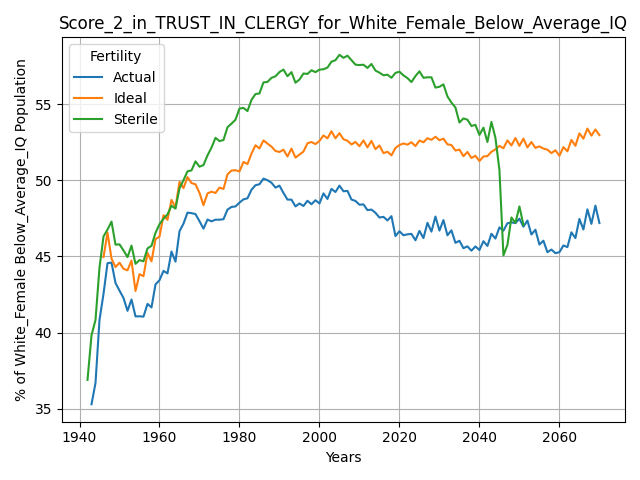 Score_2_in_TRUST_IN_CLERGY_for_White_Female_Below_Average_IQ
% of White_Female Below_Average_IQ Population
Fertility
Actual
Ideal
Sterile
55
50
45
40
35
1940 1960 1980 2000 2020 2040 2060
Years